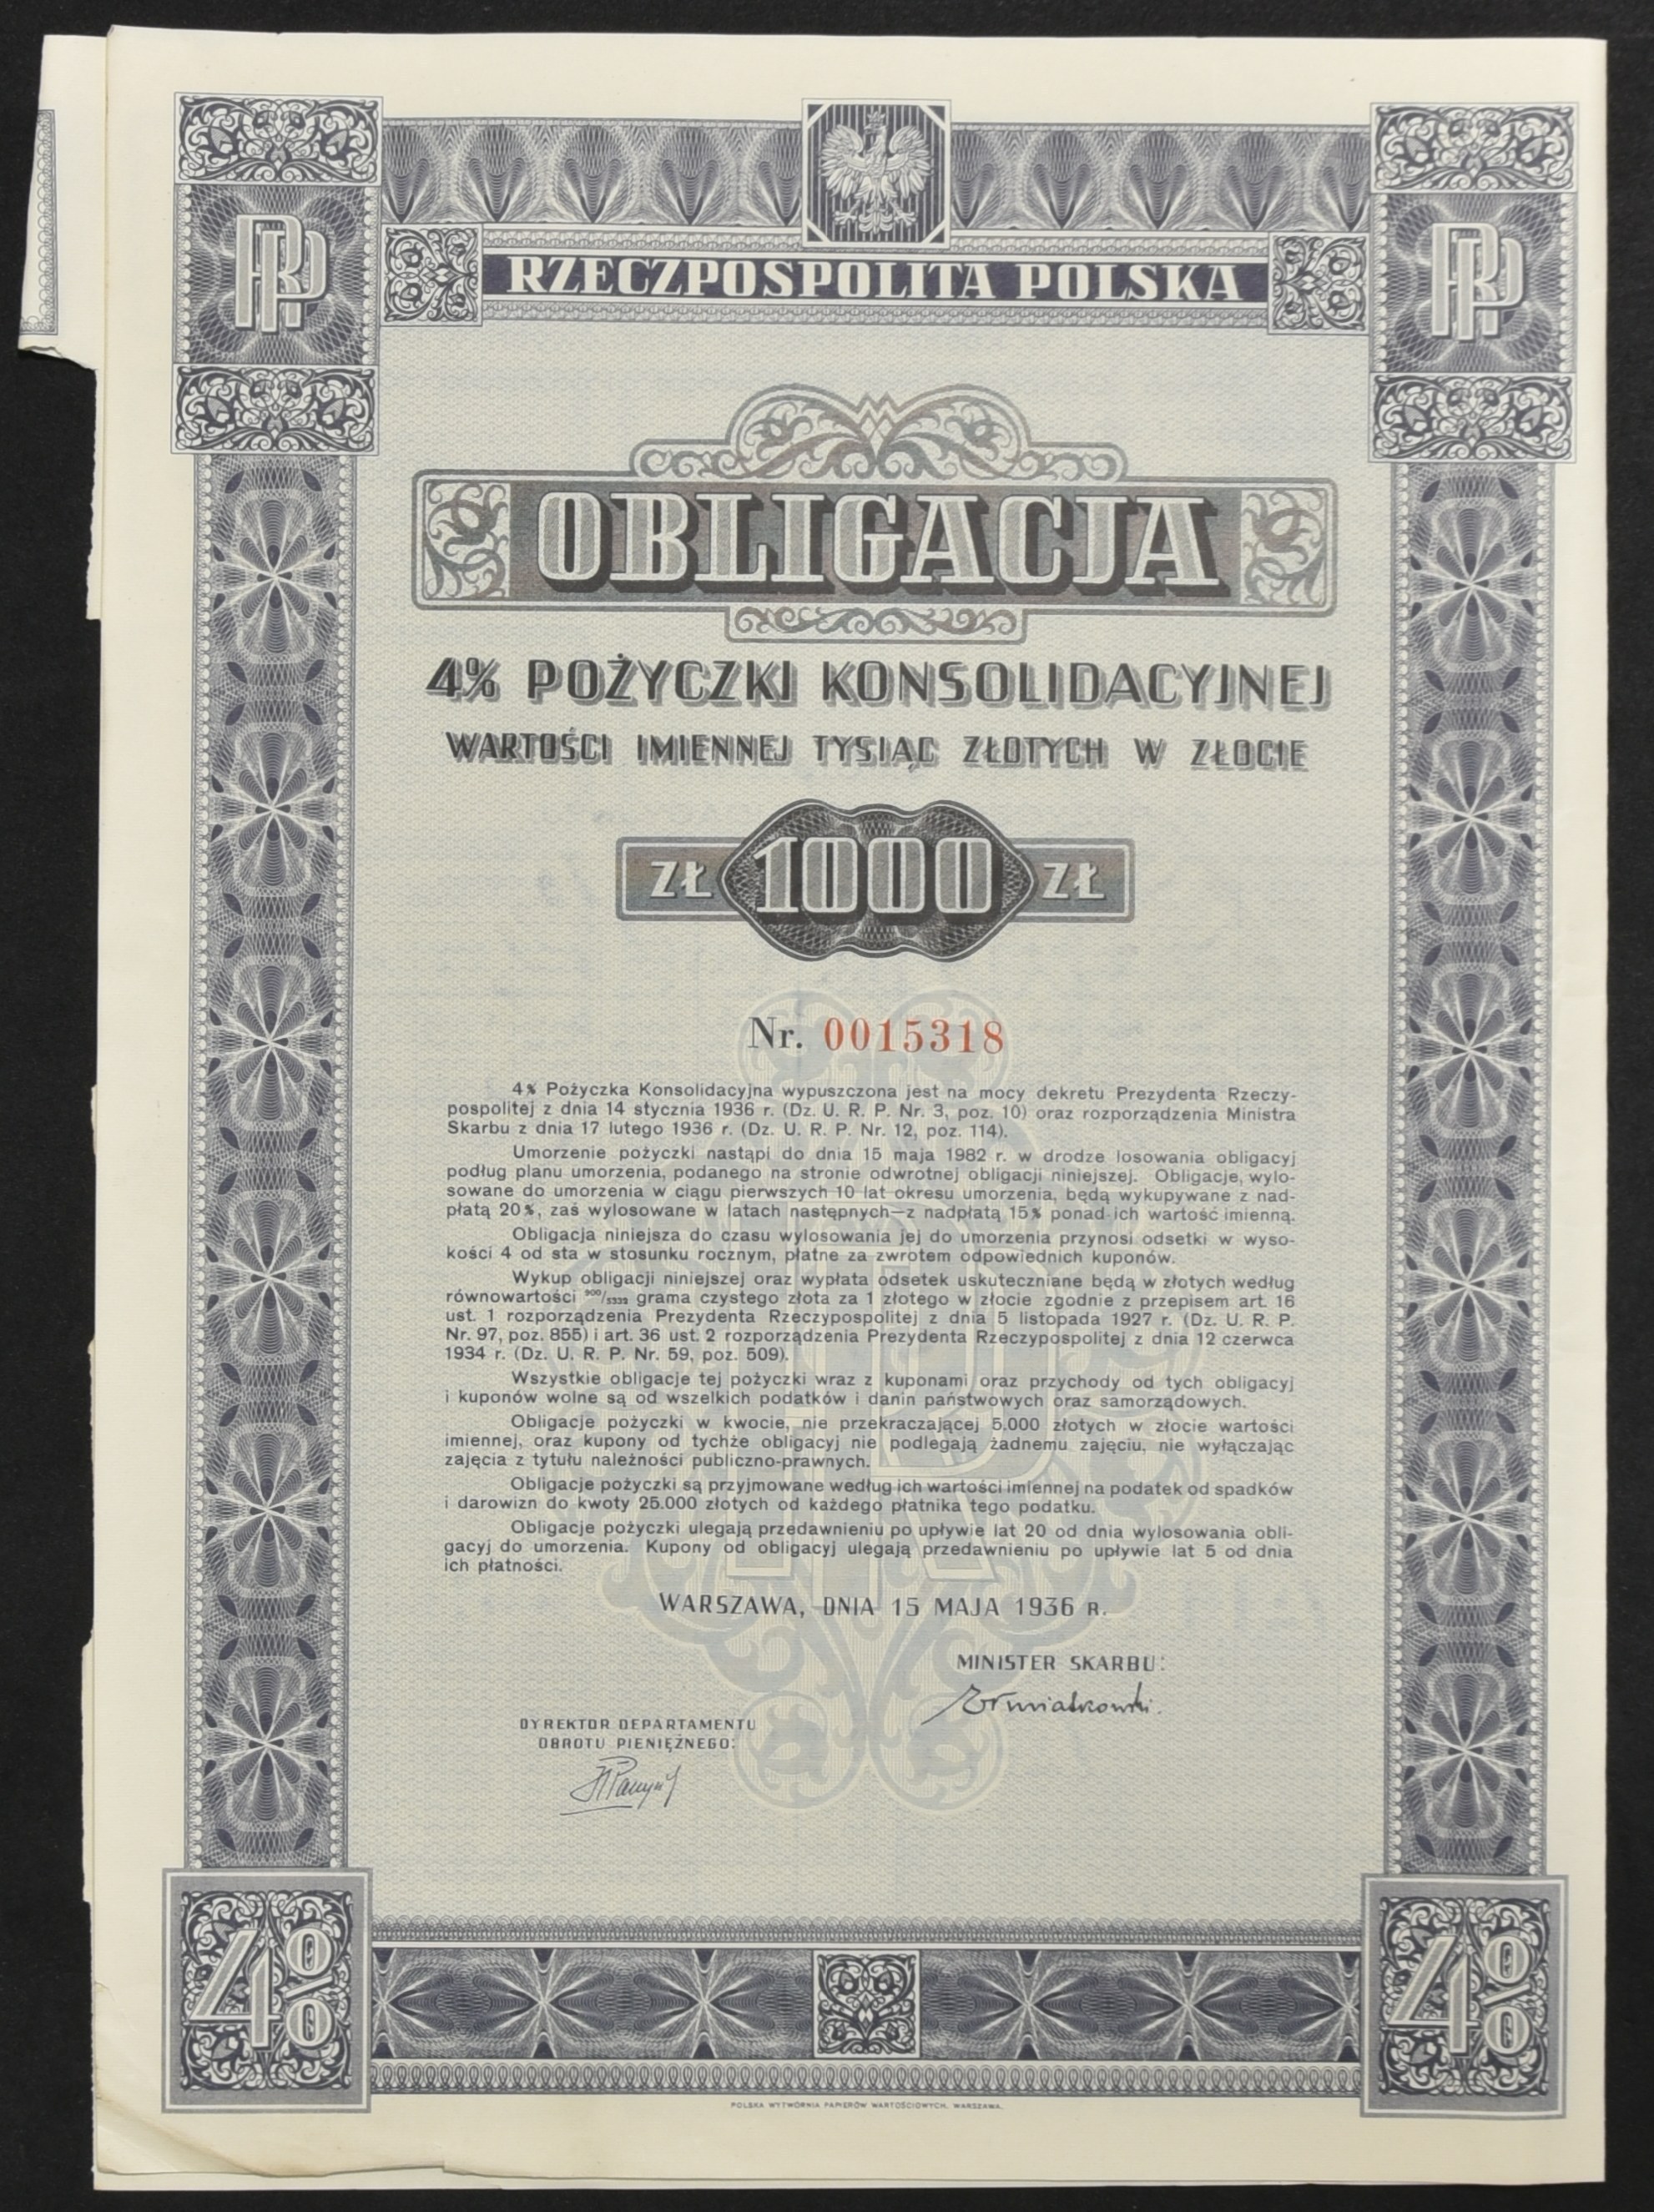 RP
RP
RZECZPOSPOLITA POLSKA
OBLIGACJA
4% POŻYCZKI KONSOLIDACYJNEJ
WARTOŚCI IMIENNEJ TYSIĄC ZŁOTYCH W ZŁOCIE
ZŁ 1000 ZŁ
Nr. 0015318
4% Pożyczka Konsolidacyjna wypuszczona jest na mocy dekretu Prezydenta Rzeczy-
pospolitej z dnia 14 stycznia 1936 r. (Dz. U. R. P. Nr. 3, poz. 10) oraz rozporządzenia Ministra
Skarbu z dnia 17 lutego 1936 r. (Dz. U. R. P. Nr. 12, poz. 114).
Umorzenie pożyczki nastąpi do dnia 15 maja 1982 r. w drodze losowania obligacyj
podług planu umorzenia, podanego na stronie odwrotnej obligacji niniejszej. Obligacje, wylo-
sowane do umorzenia w ciągu pierwszych 10 lat okresu umorzenia, będą wykupywane z nad-
płatą 20%, zaś wylosowane w latach następnych—z nadpłatą 15% ponad ich wartość imienną.
Obligacja niniejsza do czasu wylosowania jej do umorzenia przynosi odsetki w wyso-
kości 4 od sta w stosunku rocznym, płatne za zwrotem odpowiednich kuponów.
Wykup obligacji niniejszej oraz wypłata odsetek uskuteczniane będą w złotych według
równowartości 900/5332 grama czystego złota za 1 złotego w złocie zgodnie z przepisem art. 16
ust. 1 rozporządzenia Prezydenta Rzeczypospolitej z dnia 5 listopada 1927 r. (Dz. U. R. P.
Nr. 97, poz. 855) i art. 36 ust. 2 rozporządzenia Prezydenta Rzeczypospolitej z dnia 12 czerwca
1934 r. (Dz. U. R. P. Nr. 59, poz. 509).
Wszystkie obligacje tej pożyczki wraz z kuponami oraz przychody od tych obligacyj
i kuponów wolne są od wszelkich podatków i danin państwowych oraz samorządowych.
Obligacje pożyczki w kwocie, nie przekraczającej 5.000 złotych w złocie wartości
imiennej, oraz kupony od tychże obligacyj nie podlegają żadnemu zajęciu, nie wyłączając
zajęcia z tytułu należności publiczno-prawnych.
Obligacje pożyczki są przyjmowane według ich wartości imiennej na podatek od spadków
i darowizn do kwoty 25.000 złotych od każdego płatnika tego podatku.
Obligacje pożyczki ulegają przedawnieniu po upływie lat 20 od dnia wylosowania obli-
gacyj do umorzenia. Kupony od obligacyj ulegają przedawnieniu po upływie lat 5 od dnia
ich płatności.
WARSZAWA, DNIA 15 MAJA 1936 R.
MINISTER SKARBU:
EKwiatkowski.
DYREKTOR DEPARTAMENTU
OBROTU PIENIĘŻNEGO:
4%
4%
POLSKA WYTWÓRNIA PAPIERÓW WARTOŚCIOWYCH, WARSZAWA.